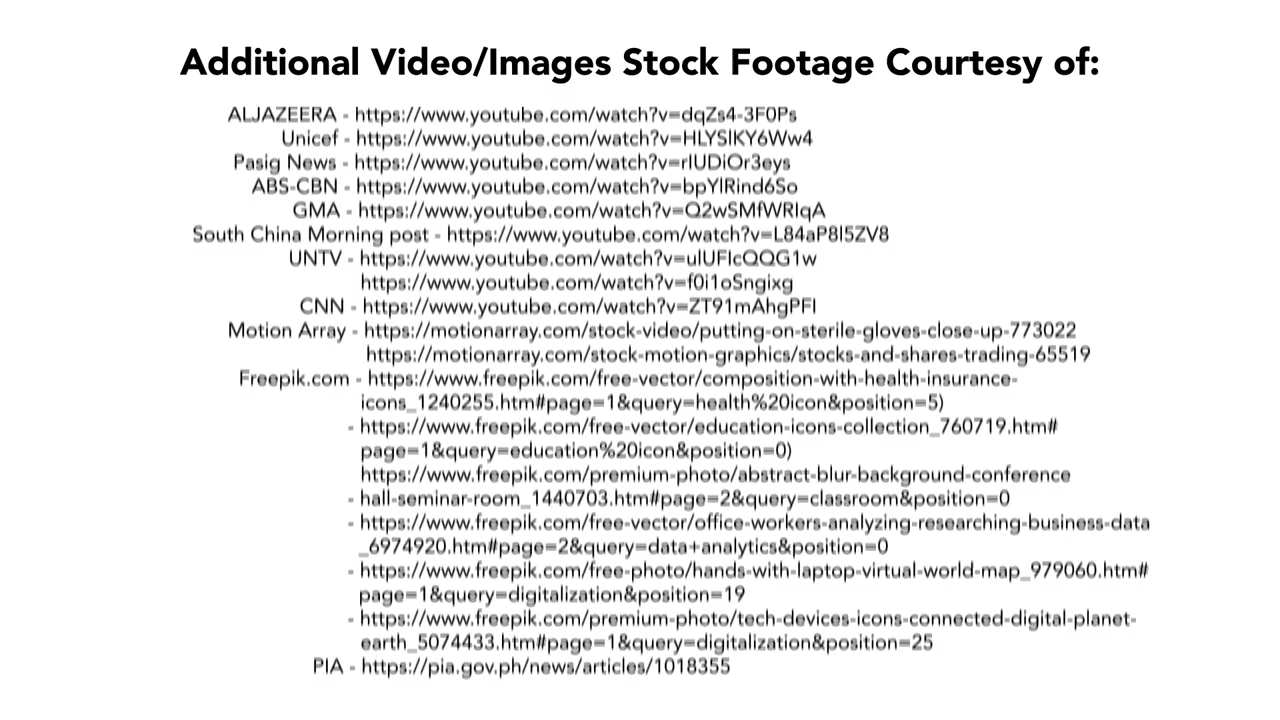 Additional Video/Images Stock Footage Courtesy of:
ALJAZEERA - https://www.youtube.com/watch?v=dqZs4-3F0Ps
Unicef - https://www.youtube.com/watch?v=HLYSlKY6Ww4
Pasig News - https://www.youtube.com/watch?v=rlUDiOr3eys
ABS-CBN - https://www.youtube.com/watch?v=bpYlRind6So
GMA - https://www.youtube.com/watch?v=Q2wSMfWRlqA
South China Morning post - https://www.youtube.com/watch?v=L84aP8I5ZV8
UNTV - https://www.youtube.com/watch?v=ulUFlcQQG1w
https://www.youtube.com/watch?v=f0i1oSngixg
CNN - https://www.youtube.com/watch?v=ZT91mAhgPFI
Motion Array - https://motionarray.com/stock-video/putting-on-sterile-gloves-close-up-773022
https://motionarray.com/stock-motion-graphics/stocks-and-shares-trading-65519
Freepik.com - https://www.freepik.com/free-vector/composition-with-health-insurance-
icons_1240255.htm#page=1&query=health%20icon&position=5)
- https://www.freepik.com/free-vector/education-icons-collection_760719.htm#
page=1&query=education%20icon&position=0)
https://www.freepik.com/premium-photo/abstract-blur-background-conference
- hall-seminar-room_1440703.htm#page=2&query=classroom&position=0
- https://www.freepik.com/free-vector/office-workers-analyzing-researching-business-data
_6974920.htm#page=2&query=data+analytics&position=0
- https://www.freepik.com/free-photo/hands-with-laptop-virtual-world-map_979060.htm#
page=1&query=digitalization&position=19
- https://www.freepik.com/premium-photo/tech-devices-icons-connected-digital-planet-
earth_5074433.htm#page=1&query=digitalization&position=25
PIA - https://pia.gov.ph/news/articles/1018355